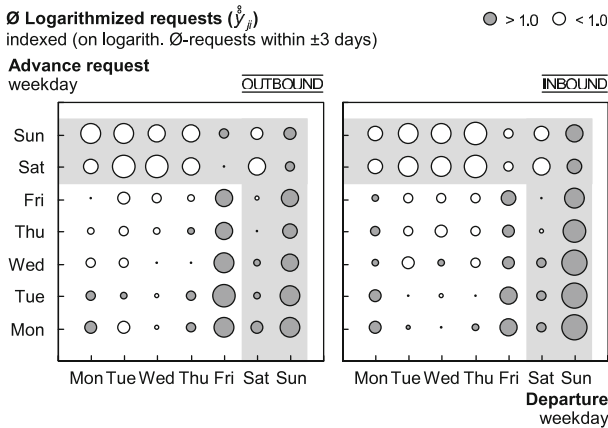 Ø Logarithmized requests (ẙ̊ji) > 1.0 < 1.0
indexed (on logarith. Ø-requests within ±3 days)
Advance request
weekday
OUTBOUND INBOUND
Sun
Sat
Fri
Thu
Wed
Tue
Mon
Mon Tue Wed Thu Fri Sat Sun Mon Tue Wed Thu Fri Sat Sun
Departure
weekday